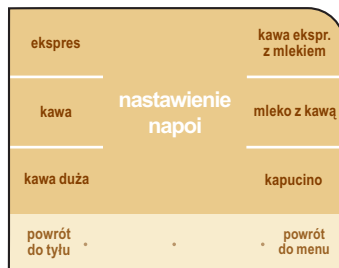 ekspres
kawa ekspr.
z mlekiem
nastawienie
napoi
kawa
mleko z kawą
kawa duża
kapucino
powrót
do tyłu
powrót
do menu